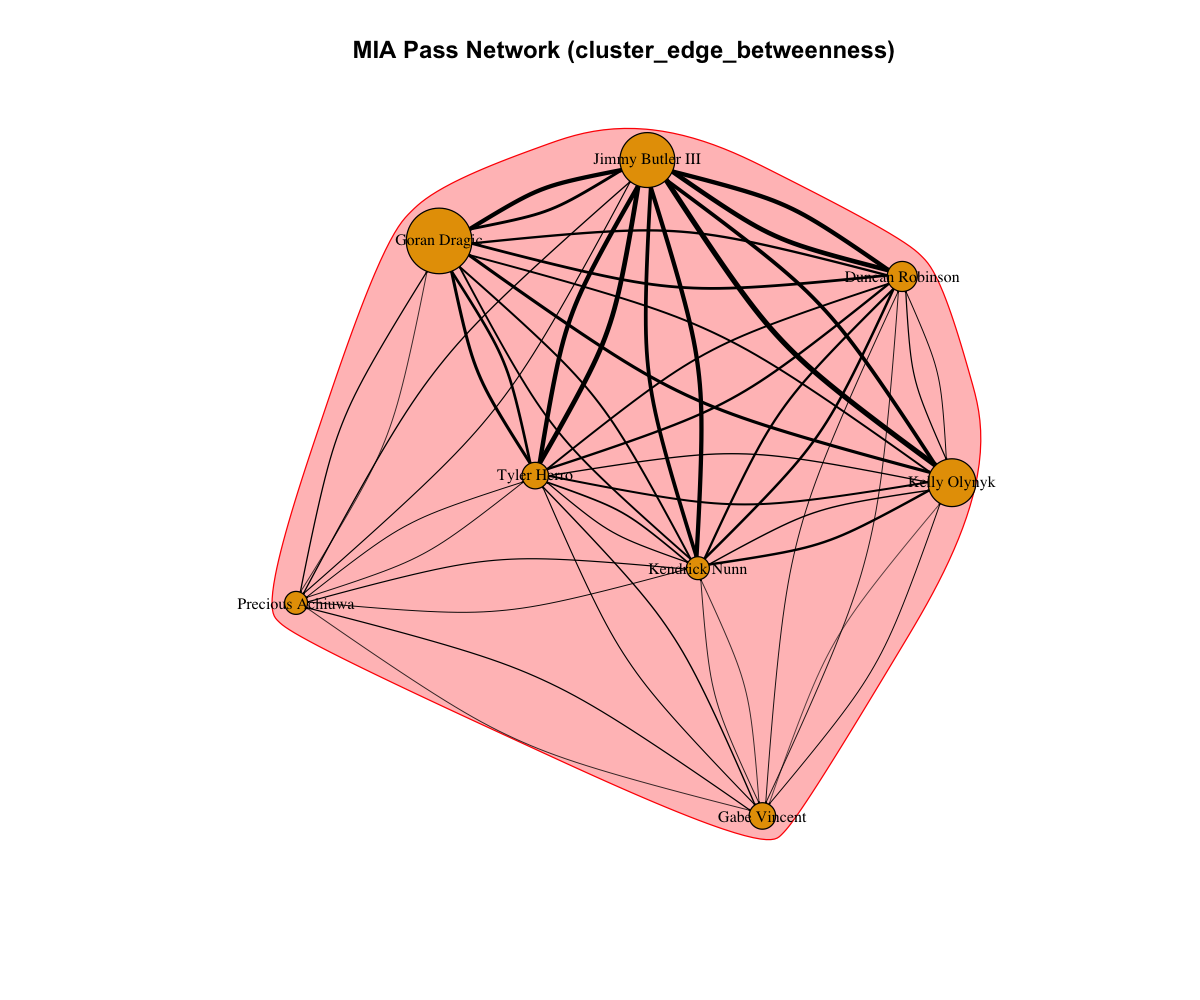 MIA Pass Network (cluster_edge_betweenness)
Jimmy Butler III
Goran Dragic
Duncan Robinson
Tyler Herro
Kelly Olynyk
Kendrick Nunn
Precious Achiuwa
Gabe Vincent